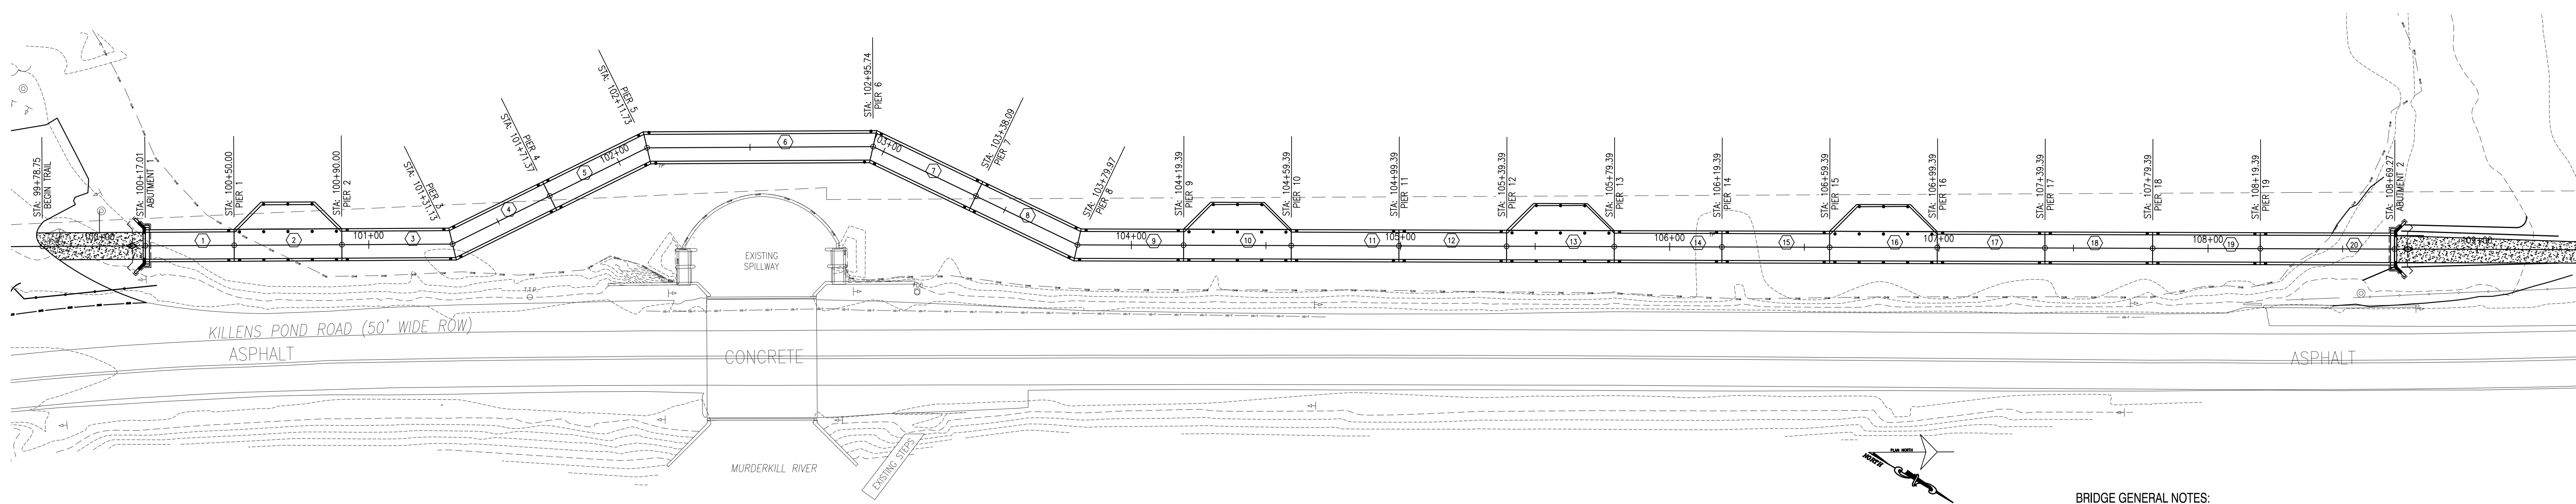 STA: 99+78.75
BEGIN TRAIL
STA: 100+17.01
ABUTMENT 1
STA: 100+50.00
PIER 1
STA: 100+90.00
PIER 2
PIER 3
STA: 101+31.13
PIER 4
STA: 101+71.37
PIER 5
STA: 102+11.73
STA: 102+95.74
PIER 6
STA: 103+38.09
PIER 7
STA: 103+79.97
PIER 8
STA: 104+19.39
PIER 9
STA: 104+59.39
PIER 10
STA: 104+99.39
PIER 11
STA: 105+39.39
PIER 12
STA: 105+79.39
PIER 13
STA: 106+19.39
PIER 14
STA: 106+59.39
PIER 15
STA: 106+99.39
PIER 16
STA: 107+39.39
PIER 17
STA: 107+79.39
PIER 18
STA: 108+19.39
PIER 19
STA: 108+69.27
ABUTMENT 2
100+00
1
2
101+00
3
4
5
102+00
6
103+00
7
8
104+00
9
10
105+00
11
12
13
106+00
14
15
16
107+00
17
18
108+00
19
20
109+00
EXISTING
SPILLWAY
KILLENS POND ROAD (50' WIDE ROW)
ASPHALT
CONCRETE
ASPHALT
MURDERKILL RIVER
EXISTING STEPS
PLAN NORTH
NORTH
BRIDGE GENERAL NOTES: